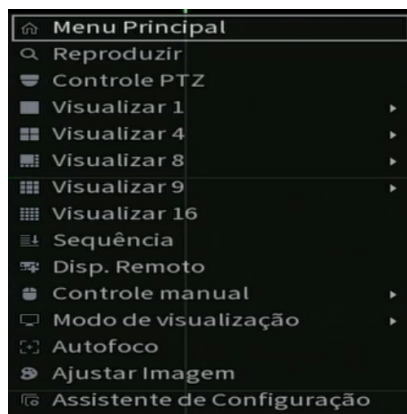 Menu Principal
Reproduzir
Controle PTZ
Visualizar 1
Visualizar 4
Visualizar 8
Visualizar 9
Visualizar 16
Sequência
Disp. Remoto
Controle manual
Modo de visualização
Autofoco
Ajustar Imagem
Assistente de Configuração